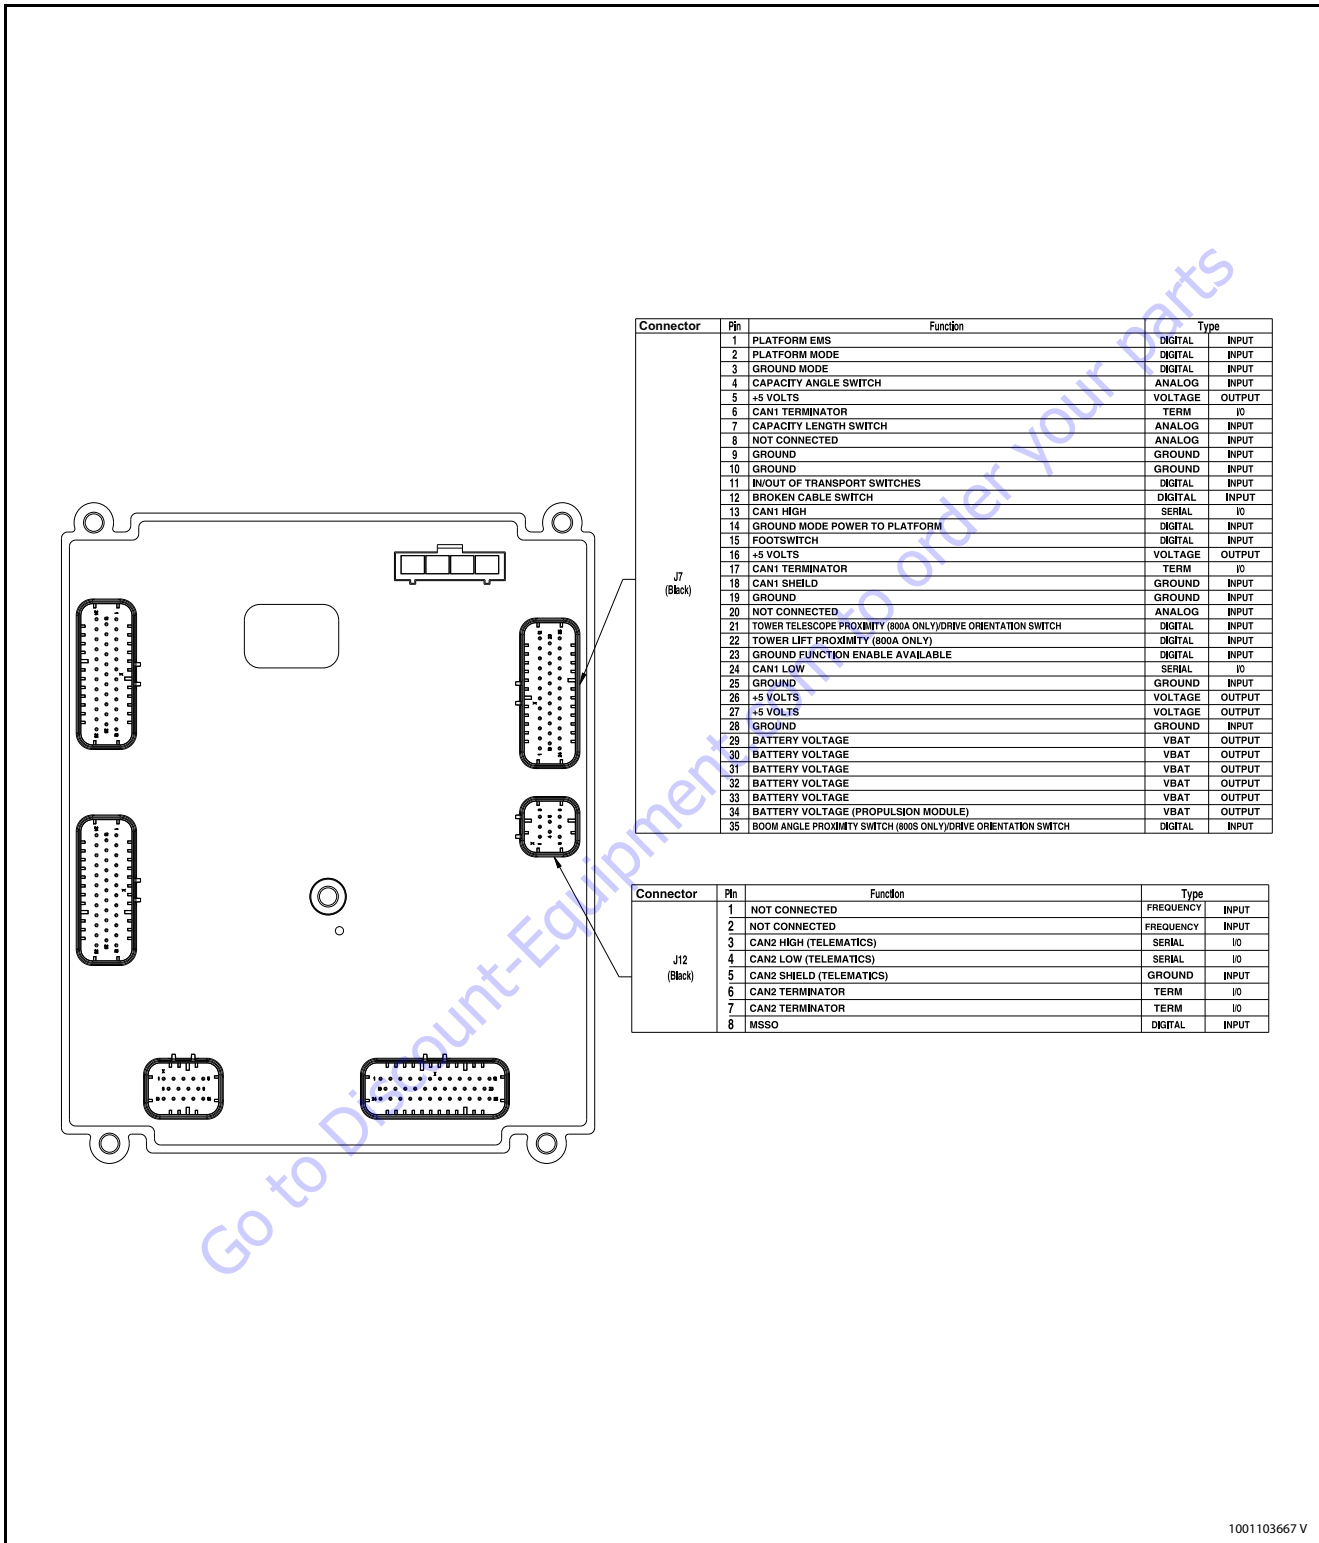 Connector Pin Function Type
1 PLATFORM EMS DIGITAL INPUT
2 PLATFORM MODE DIGITAL INPUT
3 GROUND MODE DIGITAL INPUT
4 CAPACITY ANGLE SWITCH ANALOG INPUT
5 +5 VOLTS VOLTAGE OUTPUT
6 CAN1 TERMINATOR TERM I/O
7 CAPACITY LENGTH SWITCH ANALOG INPUT
8 NOT CONNECTED ANALOG INPUT
9 GROUND GROUND INPUT
10 GROUND GROUND INPUT
11 IN/OUT OF TRANSPORT SWITCHES DIGITAL INPUT
12 BROKEN CABLE SWITCH DIGITAL INPUT
13 CAN1 HIGH SERIAL I/O
14 GROUND MODE POWER TO PLATFORM DIGITAL INPUT
15 FOOTSWITCH DIGITAL INPUT
16 +5 VOLTS VOLTAGE OUTPUT
17 CAN1 TERMINATOR TERM I/O
J7
(Black)
18 CAN1 SHEILD GROUND INPUT
19 GROUND GROUND INPUT
20 NOT CONNECTED ANALOG INPUT
21 TOWER TELESCOPE PROXIMITY (800A ONLY)/DRIVE ORIENTATION SWITCH DIGITAL INPUT
22 TOWER LIFT PROXIMITY (800A ONLY) DIGITAL INPUT
23 GROUND FUNCTION ENABLE AVAILABLE DIGITAL INPUT
24 CAN1 LOW SERIAL I/O
25 GROUND GROUND INPUT
26 +5 VOLTS VOLTAGE OUTPUT
27 +5 VOLTS VOLTAGE OUTPUT
28 GROUND GROUND INPUT
29 BATTERY VOLTAGE VBAT OUTPUT
30 BATTERY VOLTAGE VBAT OUTPUT
31 BATTERY VOLTAGE VBAT OUTPUT
32 BATTERY VOLTAGE VBAT OUTPUT
33 BATTERY VOLTAGE VBAT OUTPUT
34 BATTERY VOLTAGE (PROPULSION MODULE) VBAT OUTPUT
35 BOOM ANGLE PROXIMITY SWITCH (800S ONLY)/DRIVE ORIENTATION SWITCH DIGITAL INPUT
Connector Pin Function Type
1 NOT CONNECTED FREQUENCY INPUT
2 NOT CONNECTED FREQUENCY INPUT
3 CAN2 HIGH (TELEMATICS) SERIAL I/O
J12
(Black)
4 CAN2 LOW (TELEMATICS) SERIAL I/O
5 CAN2 SHIELD (TELEMATICS) GROUND INPUT
6 CAN2 TERMINATOR TERM I/O
7 CAN2 TERMINATOR TERM I/O
8 MSSO DIGITAL INPUT
Go to Discount-Equipment.com to order your parts
1001103667 V